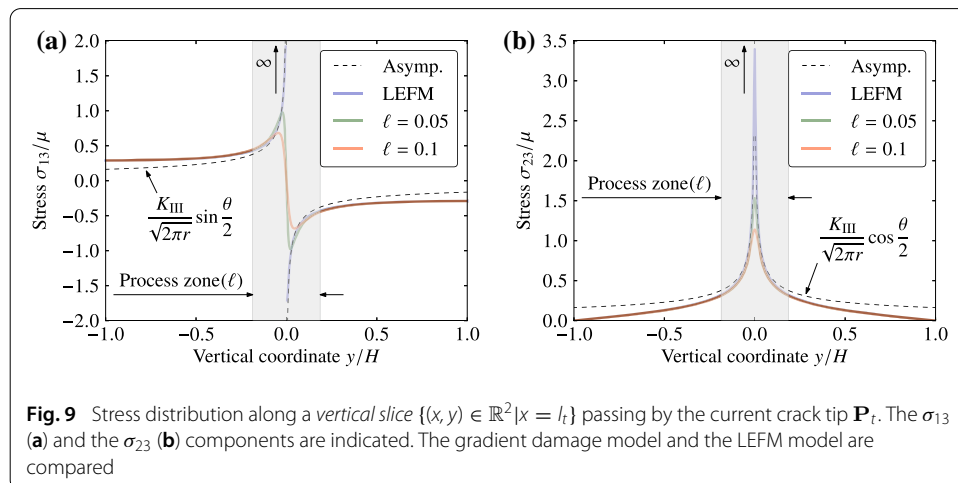 (a)
2.0
1.5
1.0
0.5
0.0
−0.5
−1.0
−1.5
−2.0
Stress σ₁₃/μ
∞
Asymp.
LEFM
ℓ = 0.05
ℓ = 0.1
K_III/√(2πr) sin θ/2
Process zone(ℓ)
−1.0 −0.5 0.0 0.5 1.0
Vertical coordinate y/H
(b)
3.5
3.0
2.5
2.0
1.5
1.0
0.5
0.0
Stress σ₂₃/μ
∞
Asymp.
LEFM
ℓ = 0.05
ℓ = 0.1
Process zone(ℓ)
K_III/√(2πr) cos θ/2
−1.0 −0.5 0.0 0.5 1.0
Vertical coordinate y/H
Fig. 9 Stress distribution along a vertical slice {(x, y) ∈ ℝ²|x = lₜ} passing by the current crack tip Pₜ. The σ₁₃
(a) and the σ₂₃ (b) components are indicated. The gradient damage model and the LEFM model are
compared